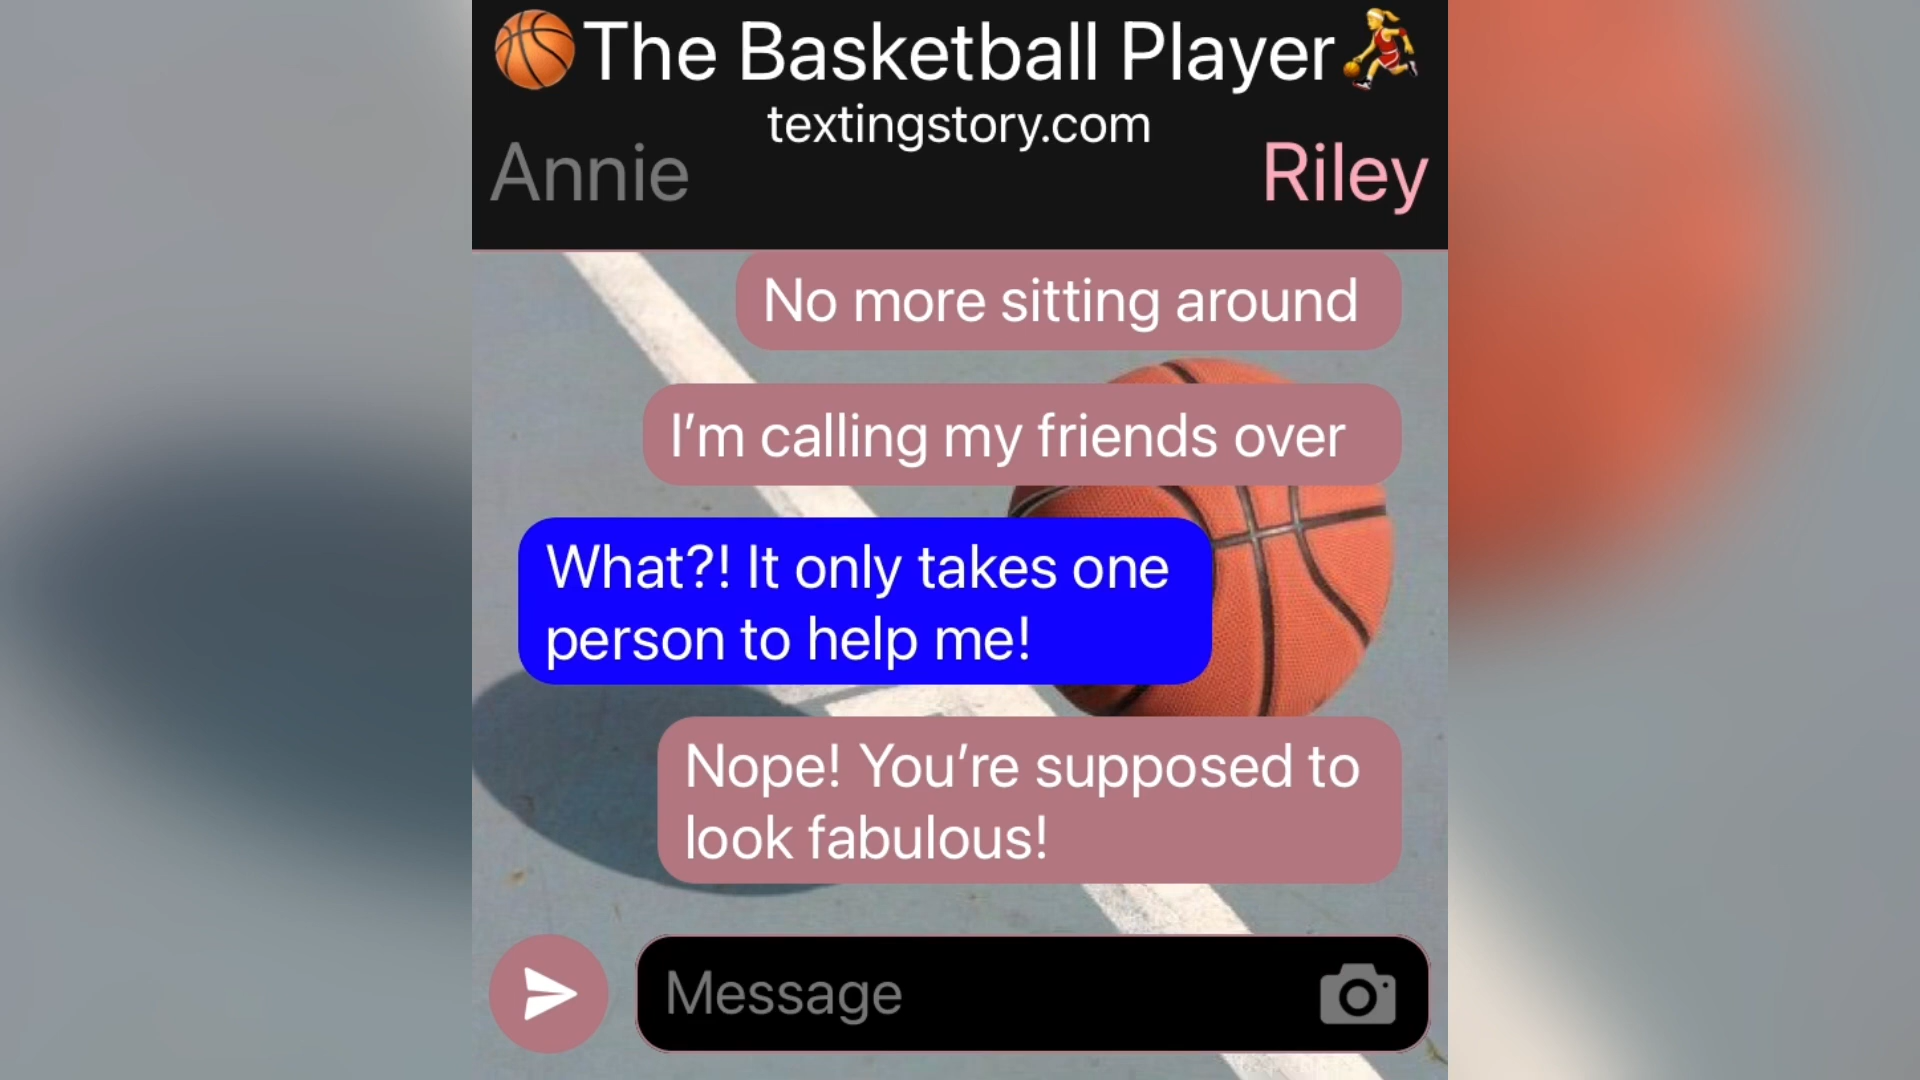 The Basketball Player
textingstory.com
Annie
Riley
No more sitting around
I’m calling my friends over
What?! It only takes one
person to help me!
Nope! You’re supposed to
look fabulous!
Message